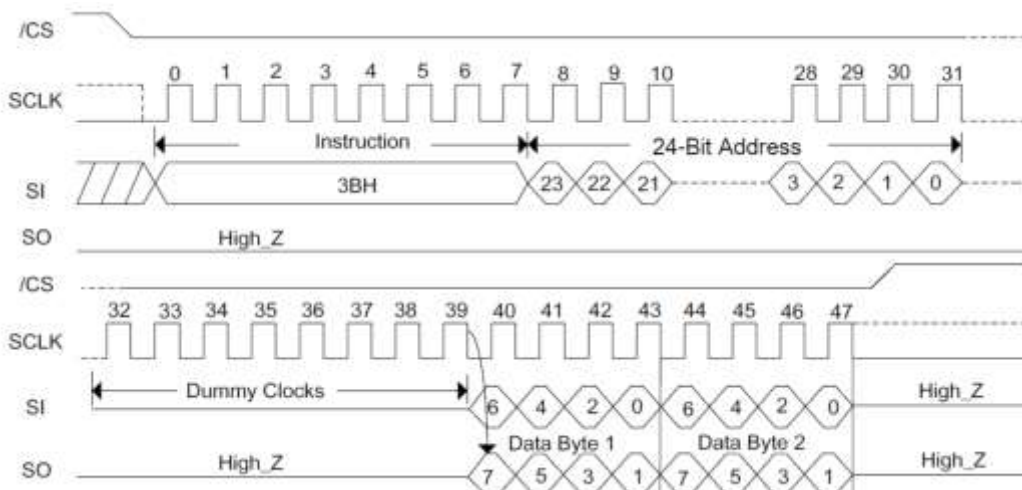 /CS
0 1 2 3 4 5 6 7 8 9 10 28 29 30 31
SCLK
Instruction 24-Bit Address
SI 3BH 23 22 21 3 2 1 0
SO High_Z
/CS
32 33 34 35 36 37 38 39 40 41 42 43 44 45 46 47
SCLK
Dummy Clocks
SI 6 4 2 0 6 4 2 0 High_Z
Data Byte 1 Data Byte 2
SO High_Z 7 5 3 1 7 5 3 1 High_Z